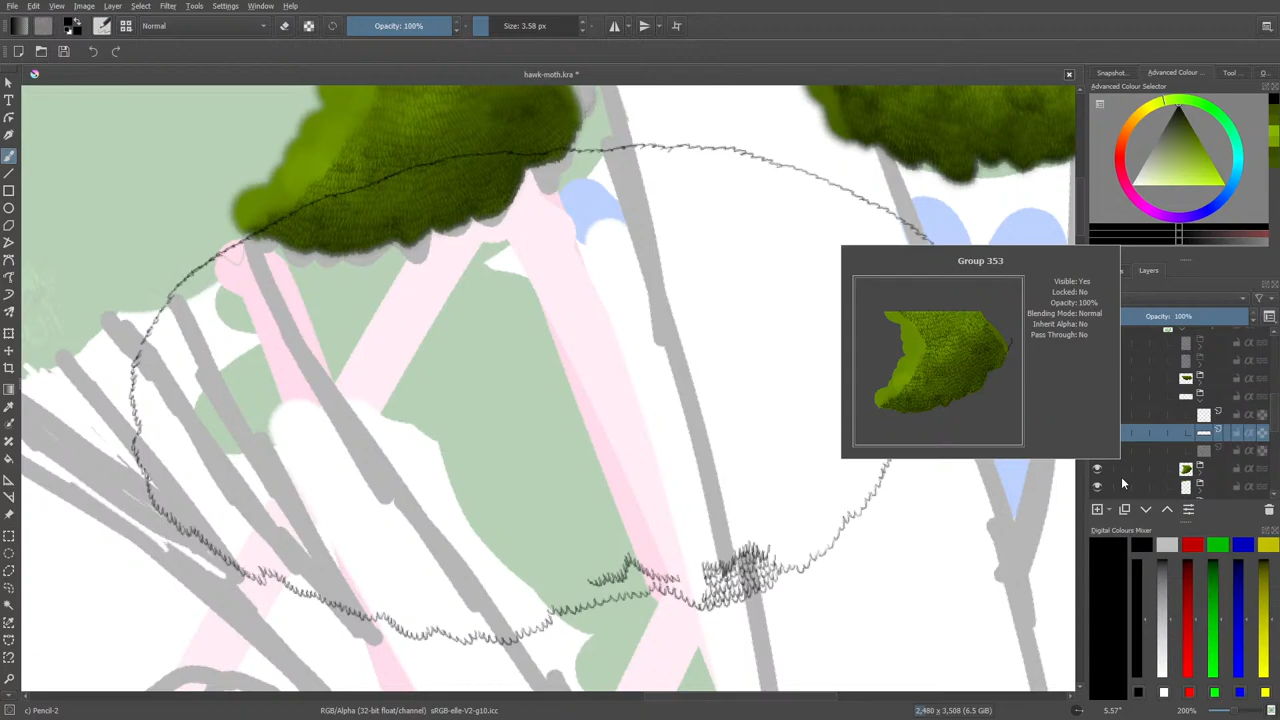 File Edit View Image Layer Select Filter Tools Settings Window Help
Normal Opacity: 100% Size: 3.58 px
hawk-moth.kra *
Snapshot... Advanced Colour ... Tool ... O...
Advanced Colour Selector
Group 353
Visible: Yes
Locked: No
Opacity: 100%
Blending Mode: Normal
Inherit Alpha: No
Pass Through: No
Layers
Opacity: 100%
Digital Colours Mixer
c) Pencil-2 RGB/Alpha (32-bit float/channel) sRGB-elle-V2-g10.icc 2,480 x 3,508 (6.5 GiB) 5.57° 200%